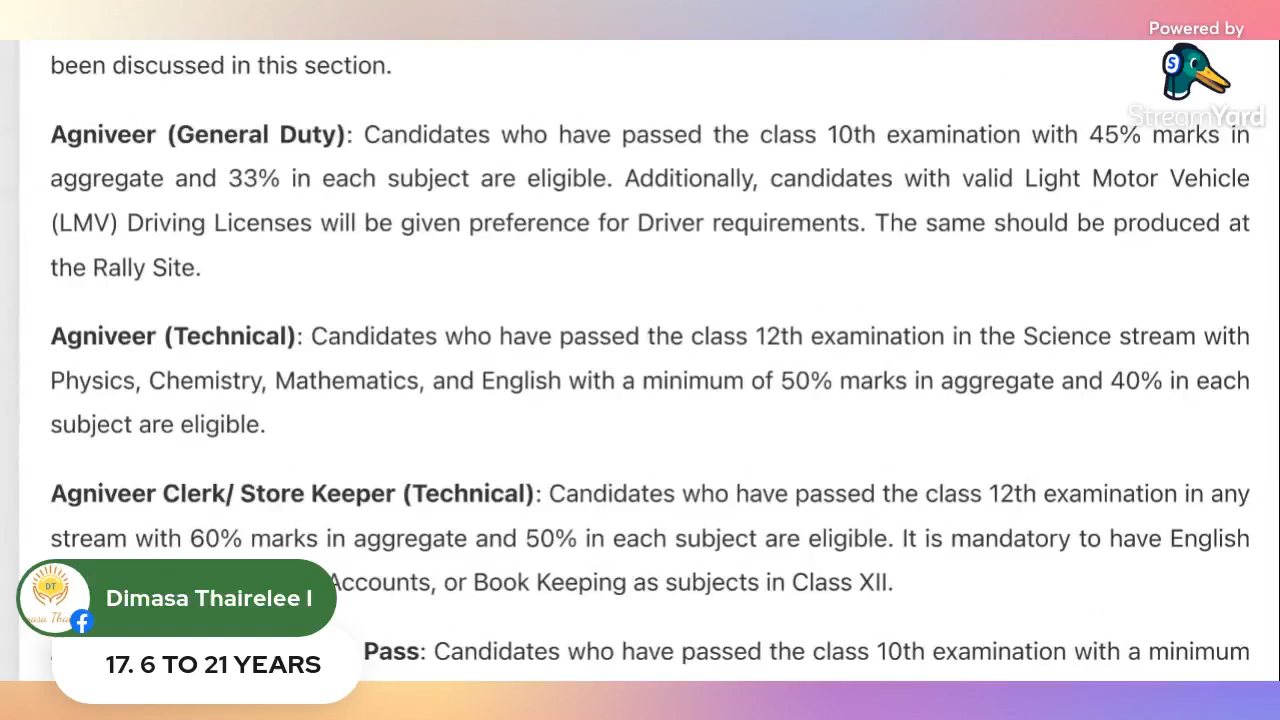 Powered by
StreamYard
been discussed in this section.
Agniveer (General Duty): Candidates who have passed the class 10th examination with 45% marks in
aggregate and 33% in each subject are eligible. Additionally, candidates with valid Light Motor Vehicle
(LMV) Driving Licenses will be given preference for Driver requirements. The same should be produced at
the Rally Site.
Agniveer (Technical): Candidates who have passed the class 12th examination in the Science stream with
Physics, Chemistry, Mathematics, and English with a minimum of 50% marks in aggregate and 40% in each
subject are eligible.
Agniveer Clerk/ Store Keeper (Technical): Candidates who have passed the class 12th examination in any
stream with 60% marks in aggregate and 50% in each subject are eligible. It is mandatory to have English
Accounts, or Book Keeping as subjects in Class XII.
DT
Dimasa Thairelee
17. 6 TO 21 YEARS
Pass: Candidates who have passed the class 10th examination with a minimum